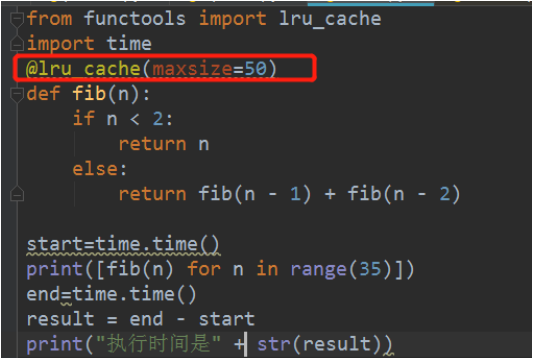 from functools import lru_cache
import time
@lru_cache(maxsize=50)
def fib(n):
    if n < 2:
        return n
    else:
        return fib(n - 1) + fib(n - 2)

start=time.time()
print([fib(n) for n in range(35)])
end=time.time()
result = end - start
print("执行时间是" + str(result))